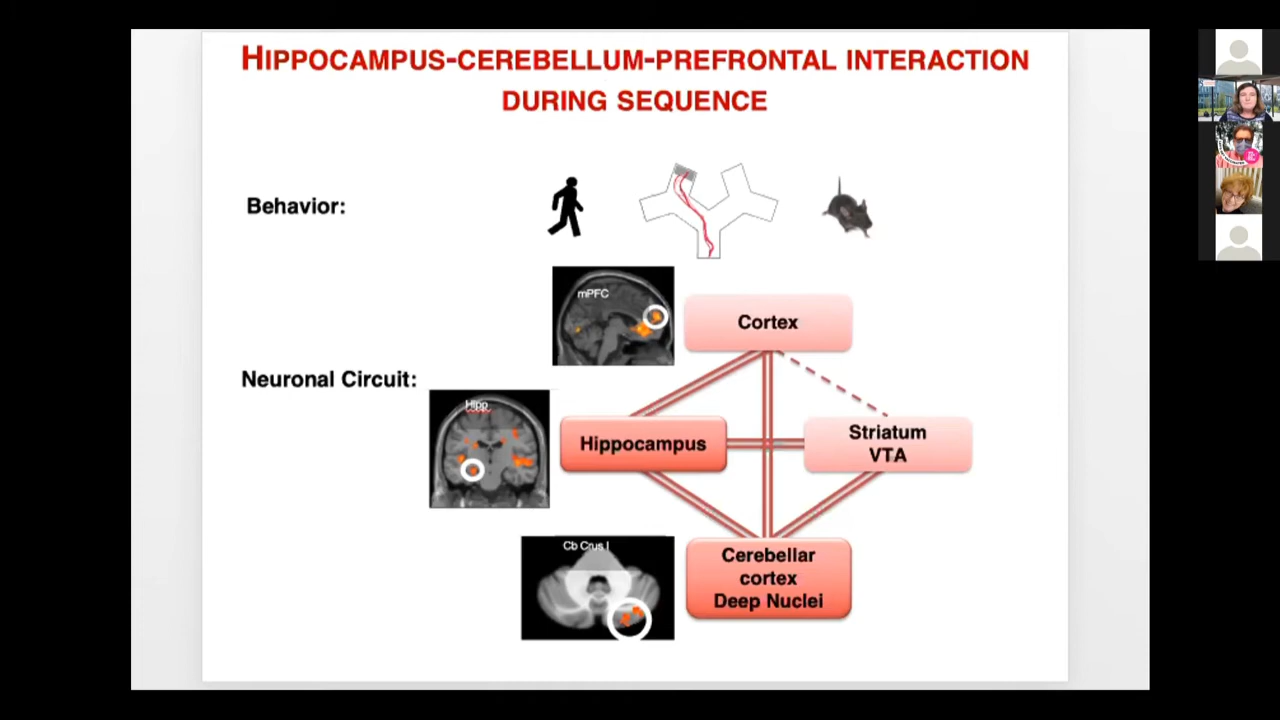 HIPPOCAMPUS-CEREBELLUM-PREFRONTAL INTERACTION
DURING SEQUENCE
Behavior:
mPFC
Cortex
Neuronal Circuit:
Hipp
Hippocampus
Striatum
VTA
Cb Crus I
Cerebellar
cortex
Deep Nuclei